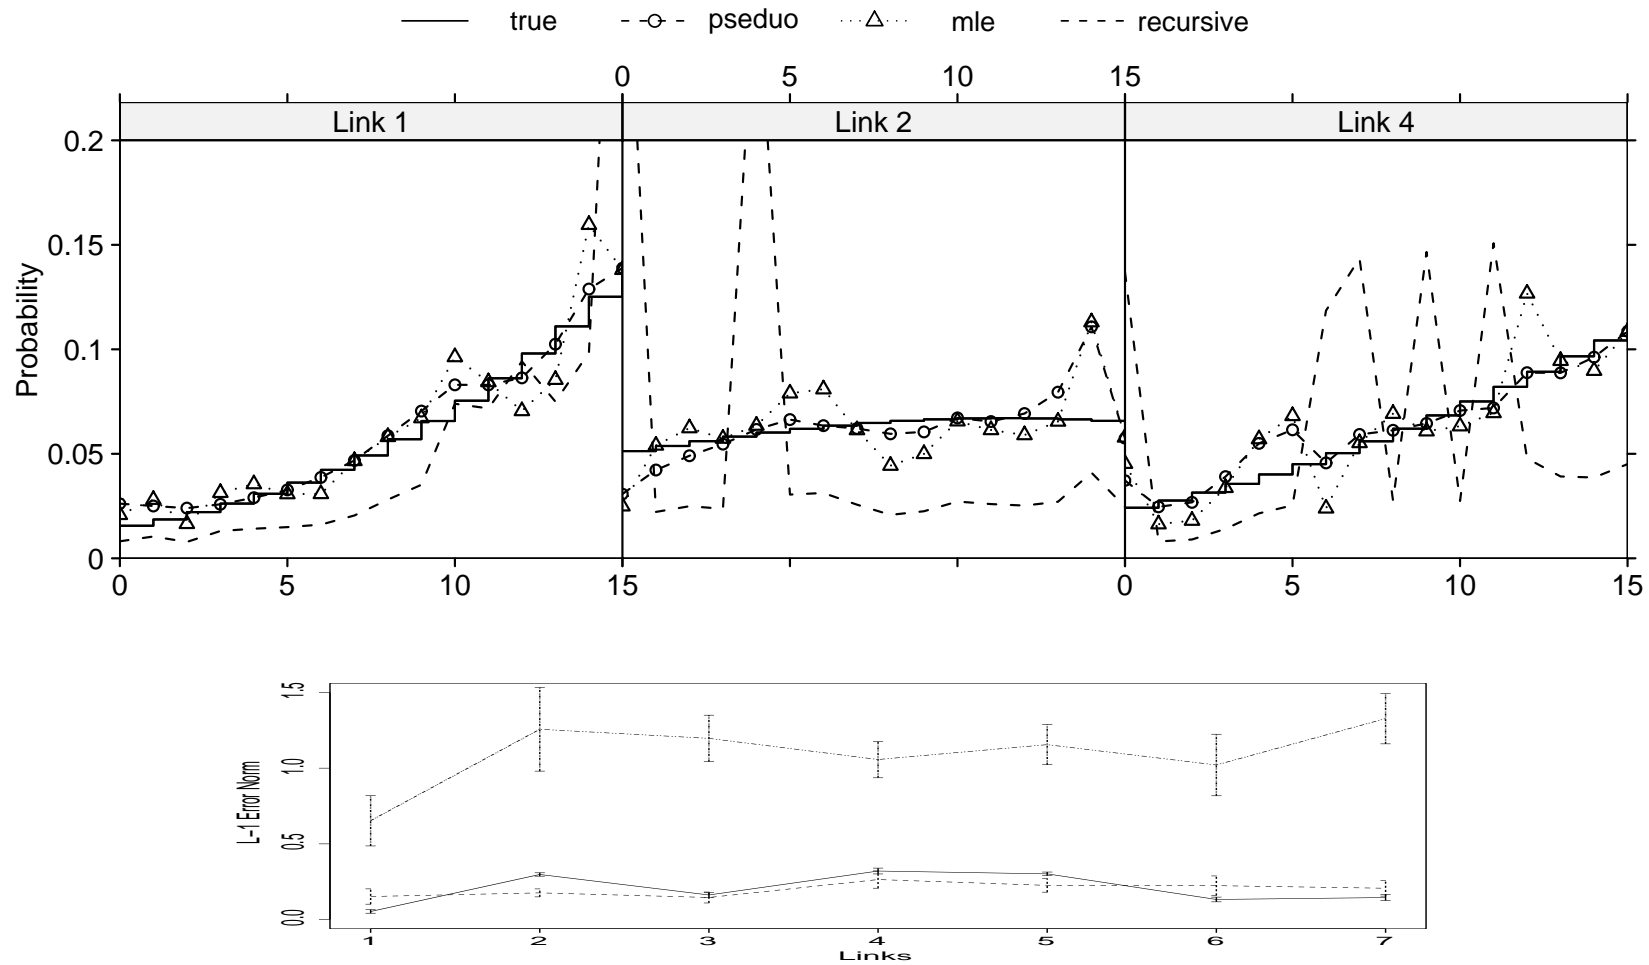 true pseduo mle recursive
0 5 10 15
Link 1 Link 2 Link 4
0.2
0.15
0.1
0.05
0
Probability
0 5 10 15 0 5 10 15
1.5
1.0
0.5
0.0
L-1 Error Norm
1 2 3 4 5 6 7
Links